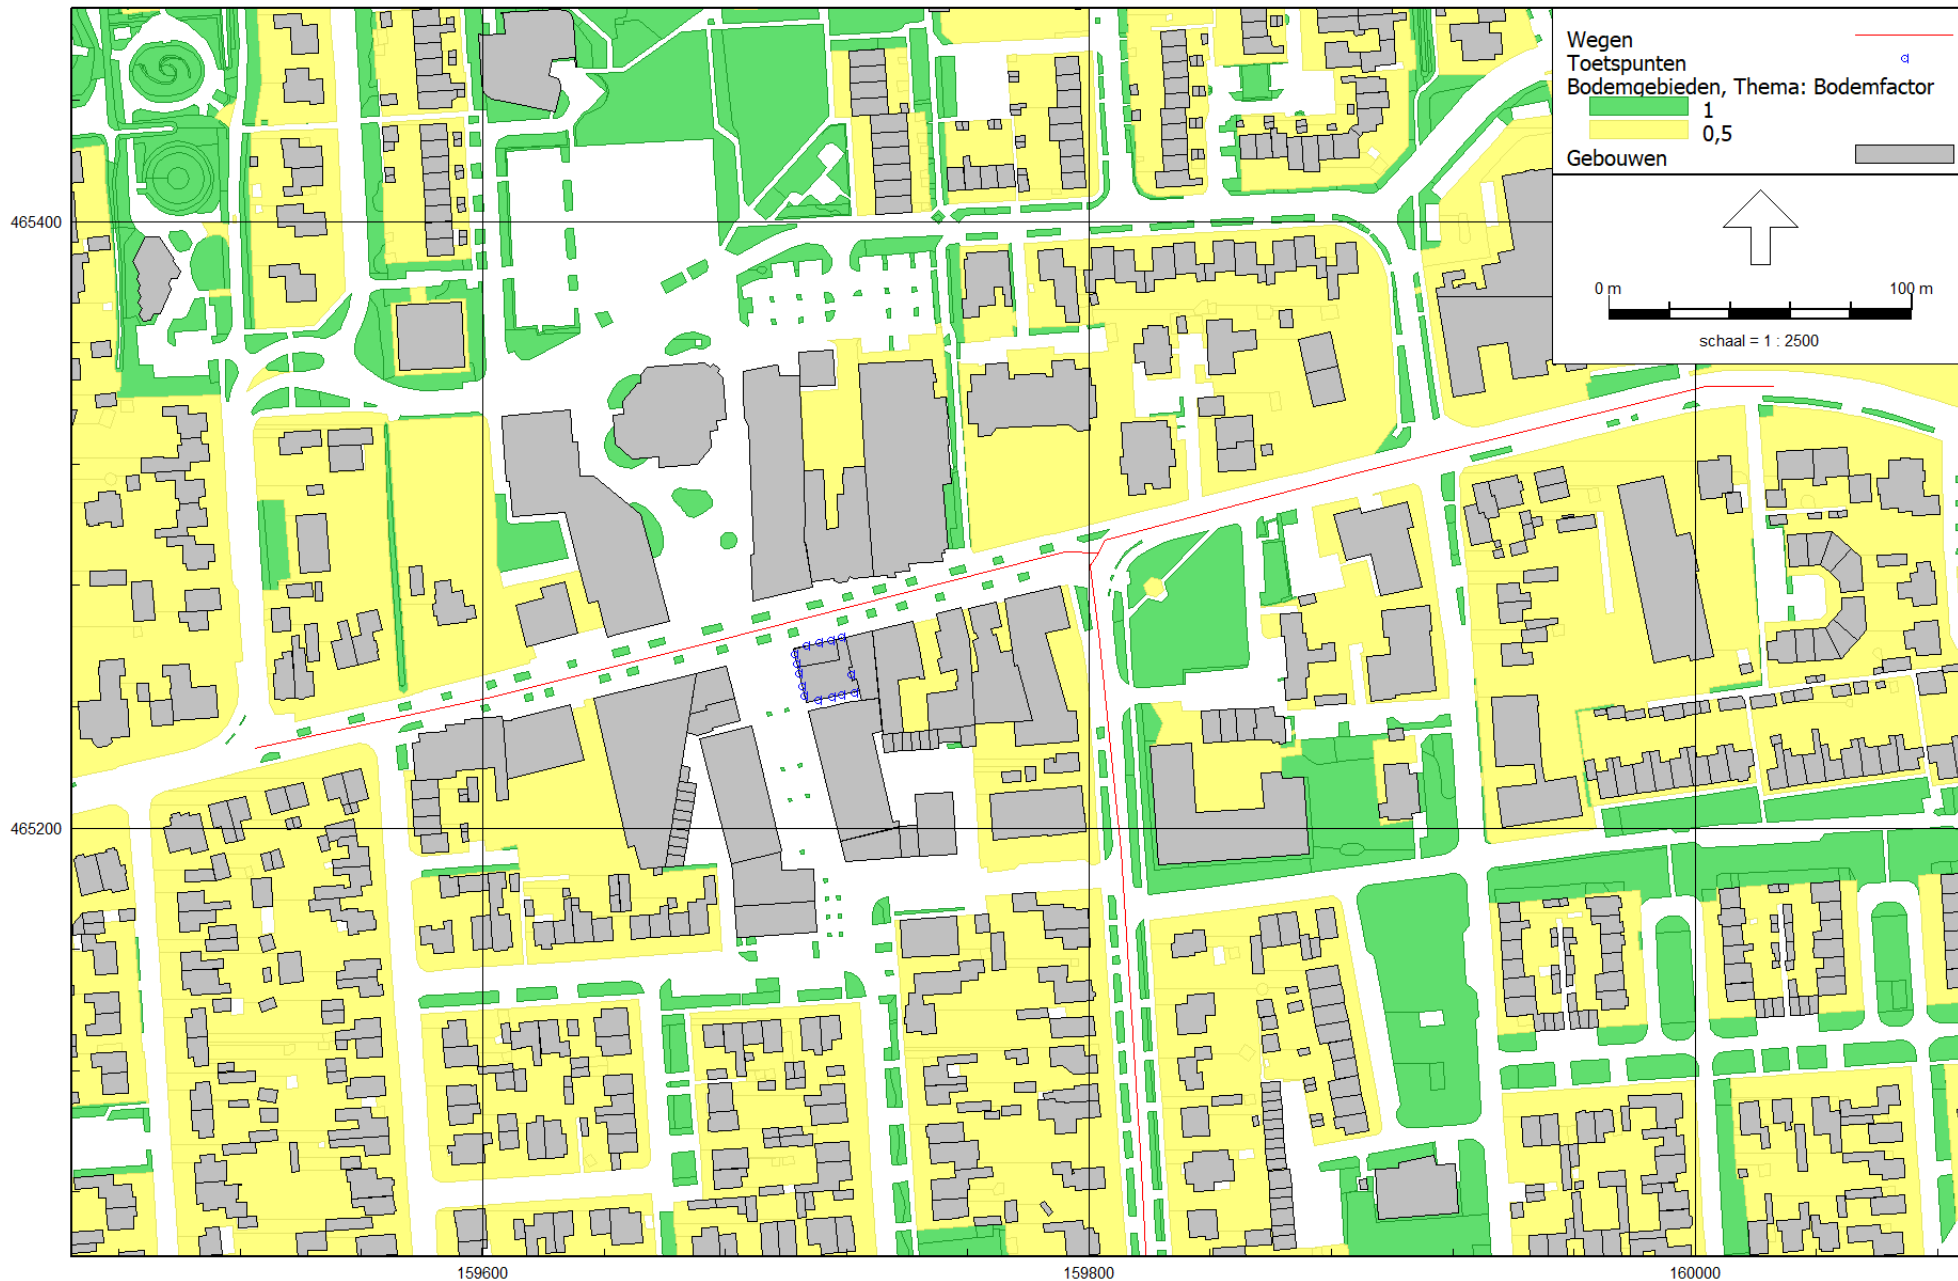 Wegen
Toetspunten
Bodemgebieden, Thema: Bodemfactor
1
0,5
Gebouwen
0 m 100 m
schaal = 1 : 2500
465400
465200
159600 159800 160000